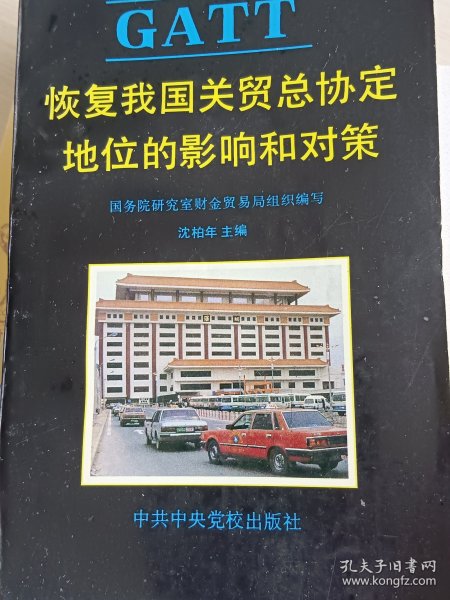 GATT
恢复我国关贸总协定
地位的影响和对策
国务院研究室财金贸易局组织编写
沈柏年 主编
中共中央党校出版社
孔夫子旧书网
www.kongfz.com